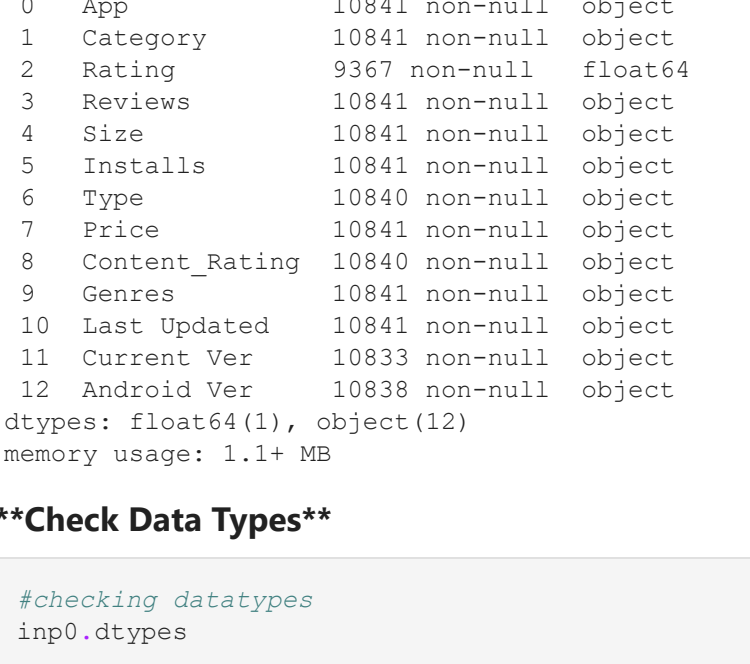 0 App 10841 non-null object
1 Category 10841 non-null object
2 Rating 9367 non-null float64
3 Reviews 10841 non-null object
4 Size 10841 non-null object
5 Installs 10841 non-null object
6 Type 10840 non-null object
7 Price 10841 non-null object
8 Content_Rating 10840 non-null object
9 Genres 10841 non-null object
10 Last Updated 10841 non-null object
11 Current Ver 10833 non-null object
12 Android Ver 10838 non-null object
dtypes: float64(1), object(12)
memory usage: 1.1+ MB
**Check Data Types**
#checking datatypes
inp0.dtypes